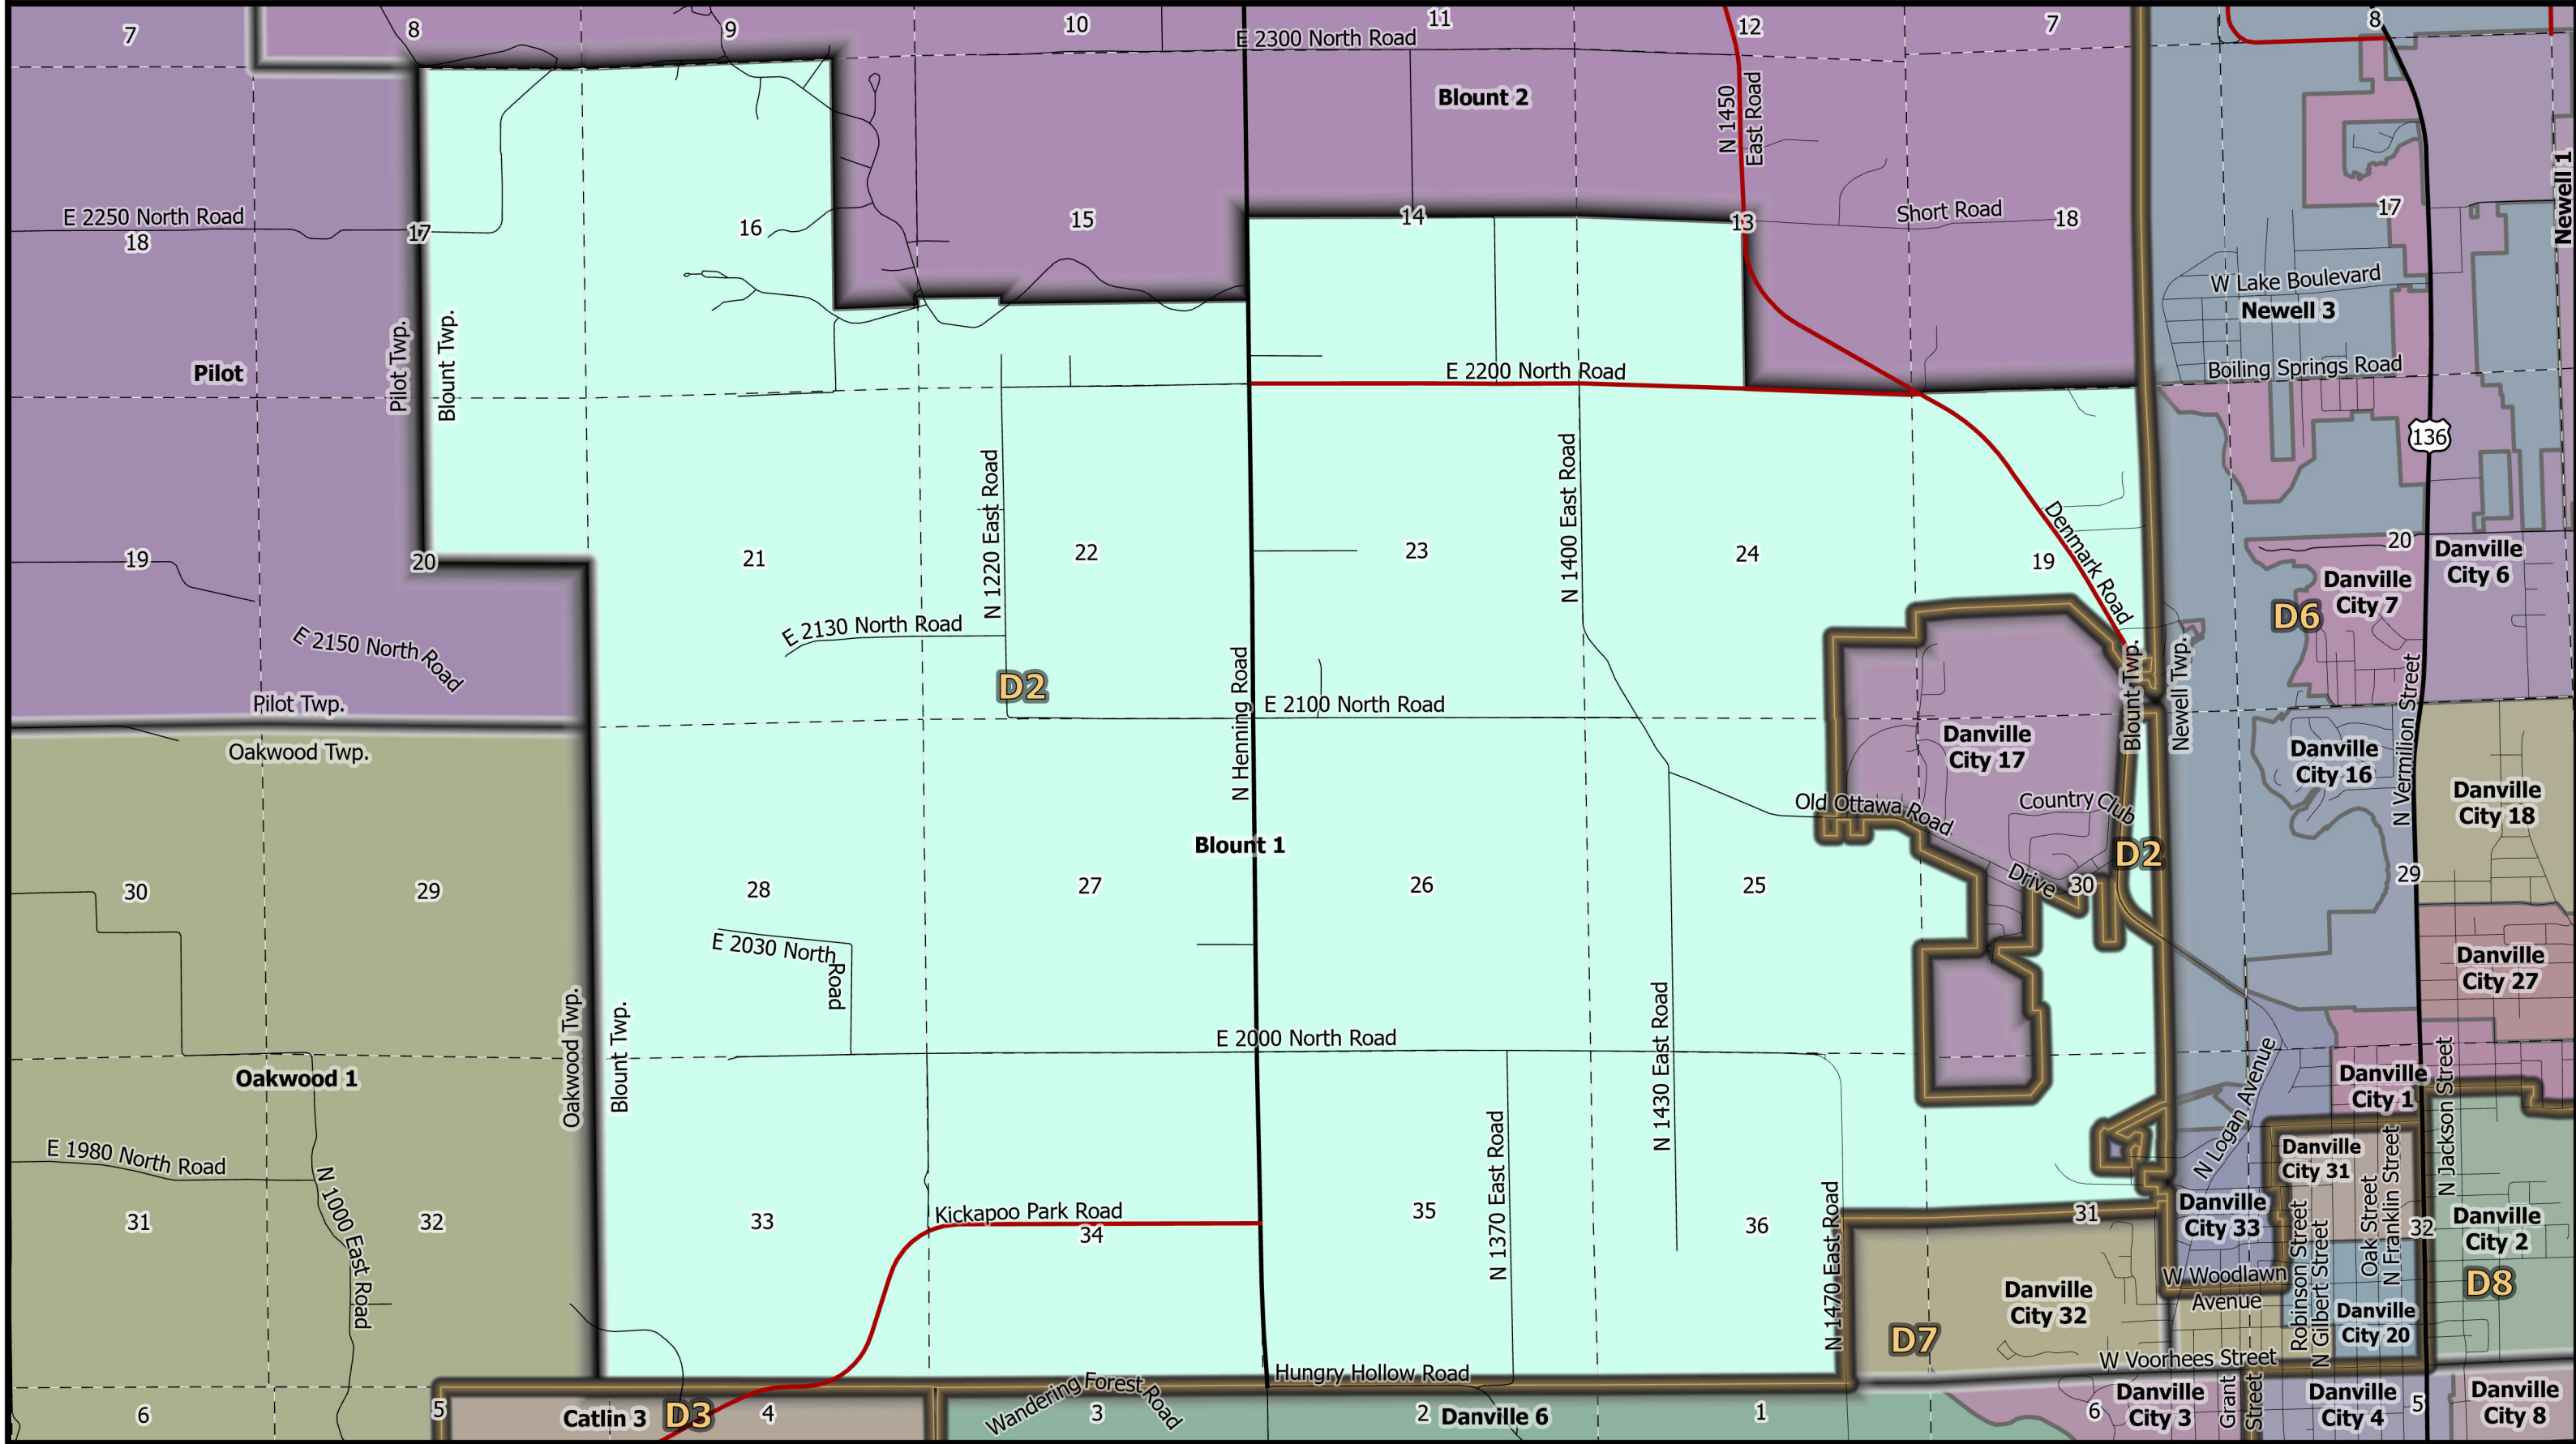 7
8
9
10
11
12
7
8
E 2300 North Road
Blount 2
N 1450
East Road
Newell 1
E 2250 North Road
18
17
16
15
14
13
Short Road
18
17
W Lake Boulevard
Newell 3
Pilot
Pilot Twp.
Blount Twp.
E 2200 North Road
Boiling Springs Road
136
N 1220 East Road
N 1400 East Road
Denmark Road
19
20
21
22
23
24
19
20
Danville
City 6
Danville
City 7
D6
E 2150 North Road
E 2130 North Road
D2
N Henning Road
E 2100 North Road
Blount Twp.
Newell Twp.
Pilot Twp.
Oakwood Twp.
Danville
City 17
Danville
City 16
N Vermilion Street
Danville
City 18
Old Ottawa Road
Country Club
Drive
D2
Blount 1
30
29
28
27
26
25
30
29
E 2030 North
Road
Danville
City 27
Oakwood Twp.
Blount Twp.
E 2000 North Road
N 1430 East Road
Oakwood 1
Danville
City 1
N Logan Avenue
N Jackson Street
E 1980 North Road
N 1000 East Road
N 1370 East Road
N 1470 East Road
Danville
City 31
Oak Street
N Franklin Street
Kickapoo Park Road
31
32
33
34
35
36
31
32
Danville
City 33
Danville
City 2
Robinson Street
N Gilbert Street
W Woodlawn
Avenue
D8
Danville
City 32
D7
Danville
City 20
Hungry Hollow Road
W Voorhees Street
6
5
Catlin 3
D3
4
Wandering Forest Road
3
2
Danville 6
1
6
Danville
City 3
Grant
Street
Danville
City 4
5
Danville
City 8